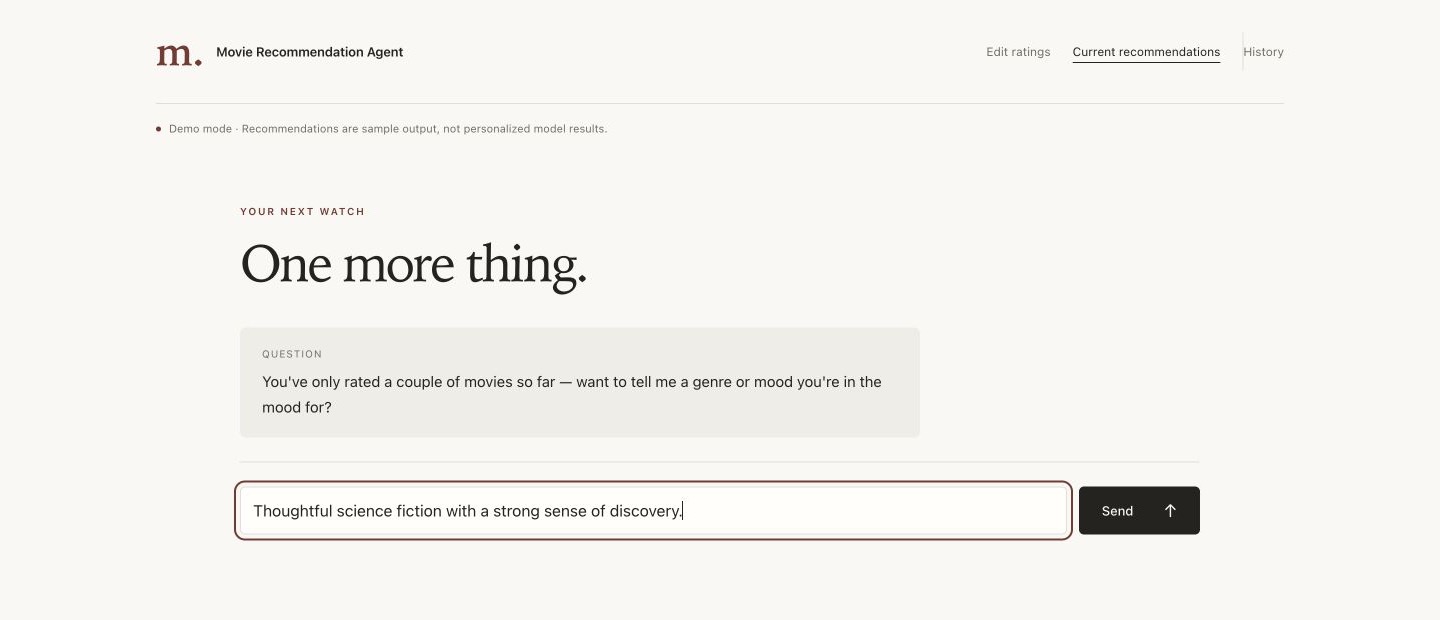 m. Movie Recommendation Agent Edit ratings Current recommendations History
Demo mode · Recommendations are sample output, not personalized model results.
YOUR NEXT WATCH
One more thing.
QUESTION
You've only rated a couple of movies so far — want to tell me a genre or mood you're in the
mood for?
Thoughtful science fiction with a strong sense of discovery.
Send ↑